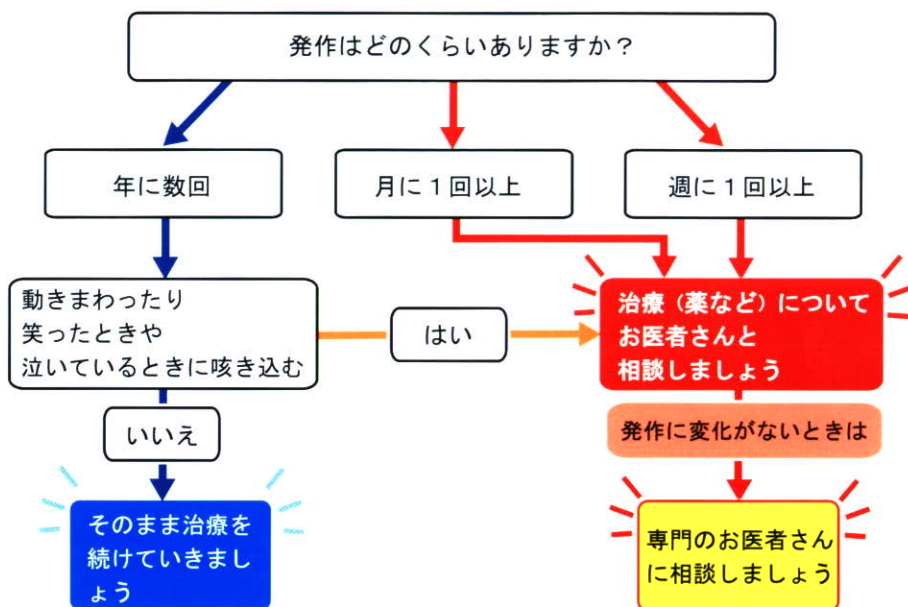 発作はどのくらいありますか？
年に数回
月に１回以上
週に１回以上
動きまわったり
笑ったときや
泣いているときに咳き込む
はい
治療（薬など）について
お医者さんと
相談しましょう
いいえ
発作に変化がないときは
そのまま治療を
続けていきまし
ょう
専門のお医者さん
に相談しましょう